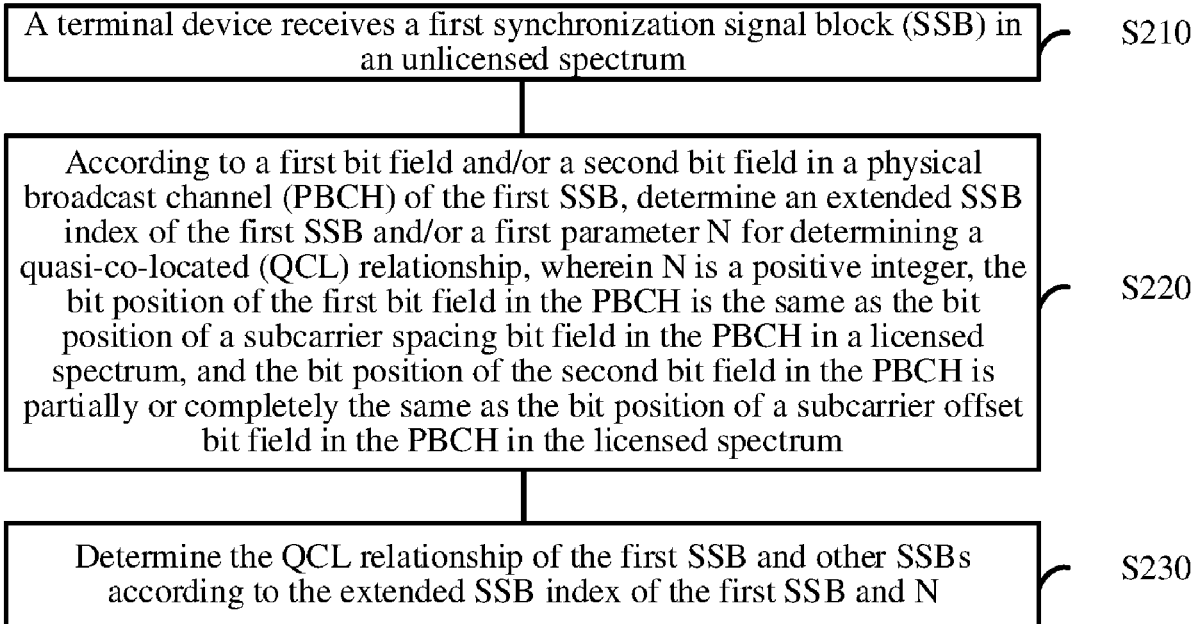 A terminal device receives a first synchronization signal block (SSB) in
an unlicensed spectrum
S210
According to a first bit field and/or a second bit field in a physical
broadcast channel (PBCH) of the first SSB, determine an extended SSB
index of the first SSB and/or a first parameter N for determining a
quasi-co-located (QCL) relationship, wherein N is a positive integer, the
bit position of the first bit field in the PBCH is the same as the bit
position of a subcarrier spacing bit field in the PBCH in a licensed
spectrum, and the bit position of the second bit field in the PBCH is
partially or completely the same as the bit position of a subcarrier offset
bit field in the PBCH in the licensed spectrum
S220
Determine the QCL relationship of the first SSB and other SSBs
according to the extended SSB index of the first SSB and N
S230